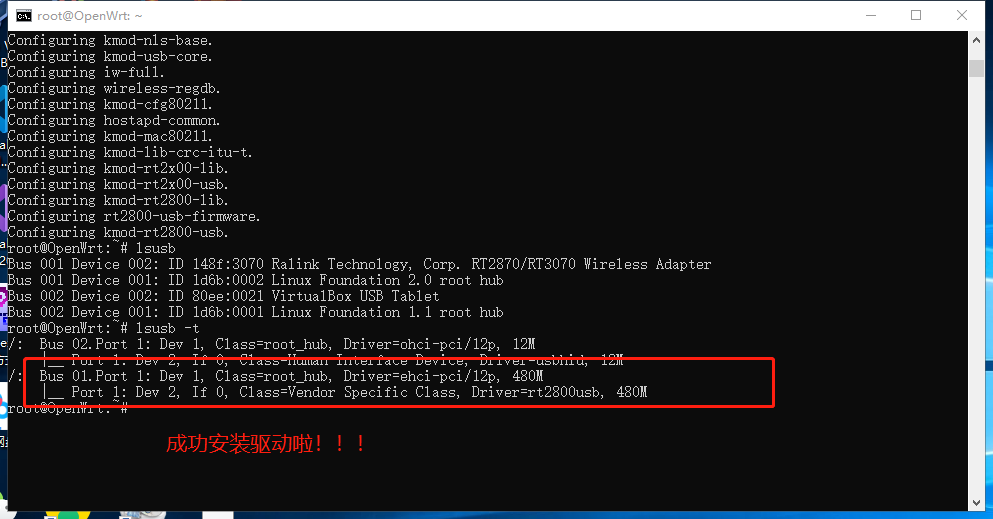 root@OpenWrt: ~
Configuring kmod-nls-base.
Configuring kmod-usb-core.
Configuring iw-full.
Configuring wireless-regdb.
Configuring kmod-cfg80211.
Configuring hostapd-common.
Configuring kmod-mac80211.
Configuring kmod-lib-crc-itu-t.
Configuring kmod-rt2x00-lib.
Configuring kmod-rt2x00-usb.
Configuring kmod-rt2800-lib.
Configuring rt2800-usb-firmware.
Configuring kmod-rt2800-usb.
root@OpenWrt:~# lsusb
Bus 001 Device 002: ID 148f:3070 Ralink Technology, Corp. RT2870/RT3070 Wireless Adapter
Bus 001 Device 001: ID 1d6b:0002 Linux Foundation 2.0 root hub
Bus 002 Device 002: ID 80ee:0021 VirtualBox USB Tablet
Bus 002 Device 001: ID 1d6b:0001 Linux Foundation 1.1 root hub
root@OpenWrt:~# lsusb -t
/:  Bus 02.Port 1: Dev 1, Class=root_hub, Driver=ohci-pci/12p, 12M
    |__ Port 1: Dev 2, If 0, Class=Human Interface Device, Driver=usbhid, 12M
/:  Bus 01.Port 1: Dev 1, Class=root_hub, Driver=ehci-pci/12p, 480M
    |__ Port 1: Dev 2, If 0, Class=Vendor Specific Class, Driver=rt2800usb, 480M
root@OpenWrt:~#
成功安装驱动啦！！！